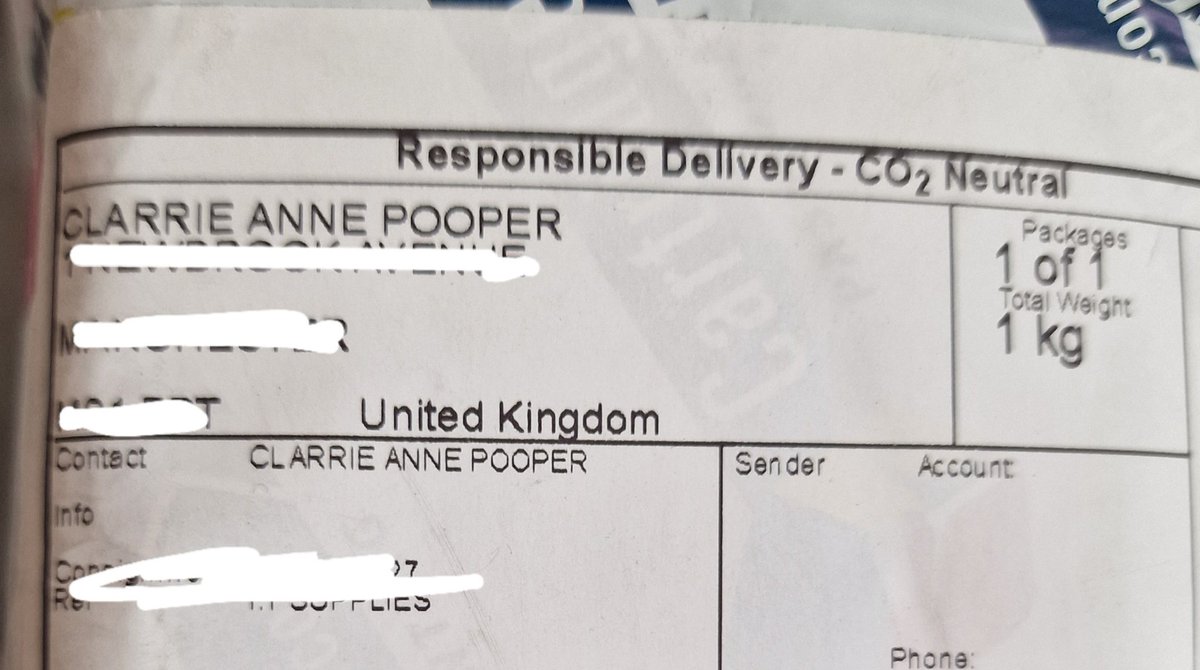 Responsible Delivery - CO2 Neutral
CLARRIE ANNE POOPER
Packages
1 of 1
Total Weight
1 kg
United Kingdom
Contact CLARRIE ANNE POOPER
Sender Account:
Info
SUPPLIES
Phone: